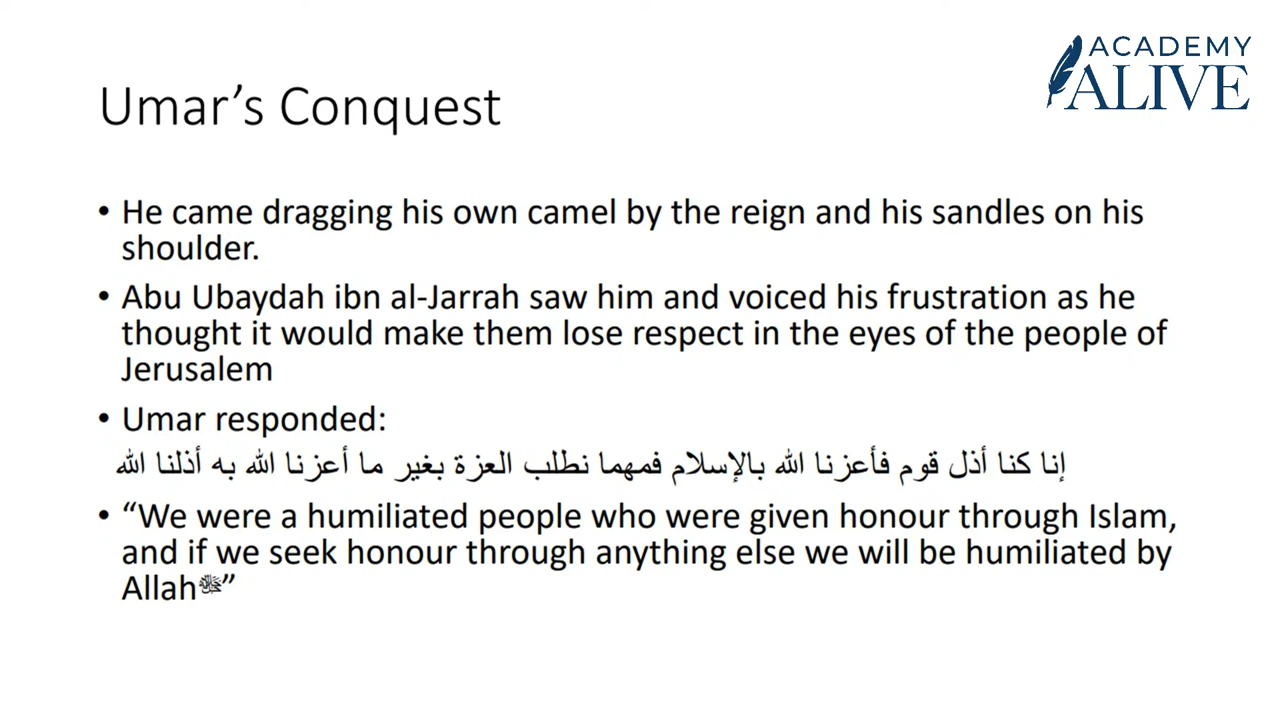 ACADEMY
ALIVE
Umar’s Conquest
• He came dragging his own camel by the reign and his sandles on his
shoulder.
• Abu Ubaydah ibn al-Jarrah saw him and voiced his frustration as he
thought it would make them lose respect in the eyes of the people of
Jerusalem
• Umar responded:
إنا كنا أذل قوم فأعزنا الله بالإسلام فمهما نطلب العزة بغير ما أعزنا الله به أذلنا الله
• “We were a humiliated people who were given honour through Islam,
and if we seek honour through anything else we will be humiliated by
Allahﷻ”